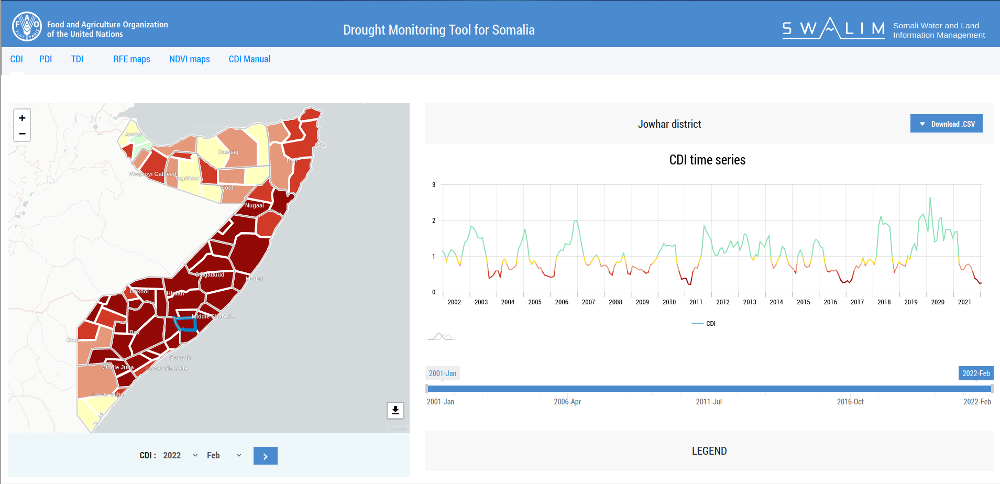 FAO
FIAT PANIS
Food and Agriculture Organization
of the United Nations
Drought Monitoring Tool for Somalia
SWALIM
Somali Water and Land
Information Management
CDI PDI TDI RFE maps NDVI maps CDI Manual
+
−
Awdal
Woqooyi Galbeed
Togdheer
Sanaag
Bari
Sool
Nugaal
Galgaduud
Mudug
Bakool
Hiraan
Middle Shabelle
Bay
Gedo
Banadir
Middle Juba
Lower Shabelle
Lower Juba
Leaflet
CDI : 2022 Feb
Jowhar district
Download .CSV
CDI time series
3
2
1
0
2002 2003 2004 2005 2006 2007 2008 2009 2010 2011 2012 2013 2014 2015 2016 2017 2018 2019 2020 2021
CDI
2001-Jan 2022-Feb
2001-Jan 2006-Apr 2011-Jul 2016-Oct 2022-Feb
LEGEND